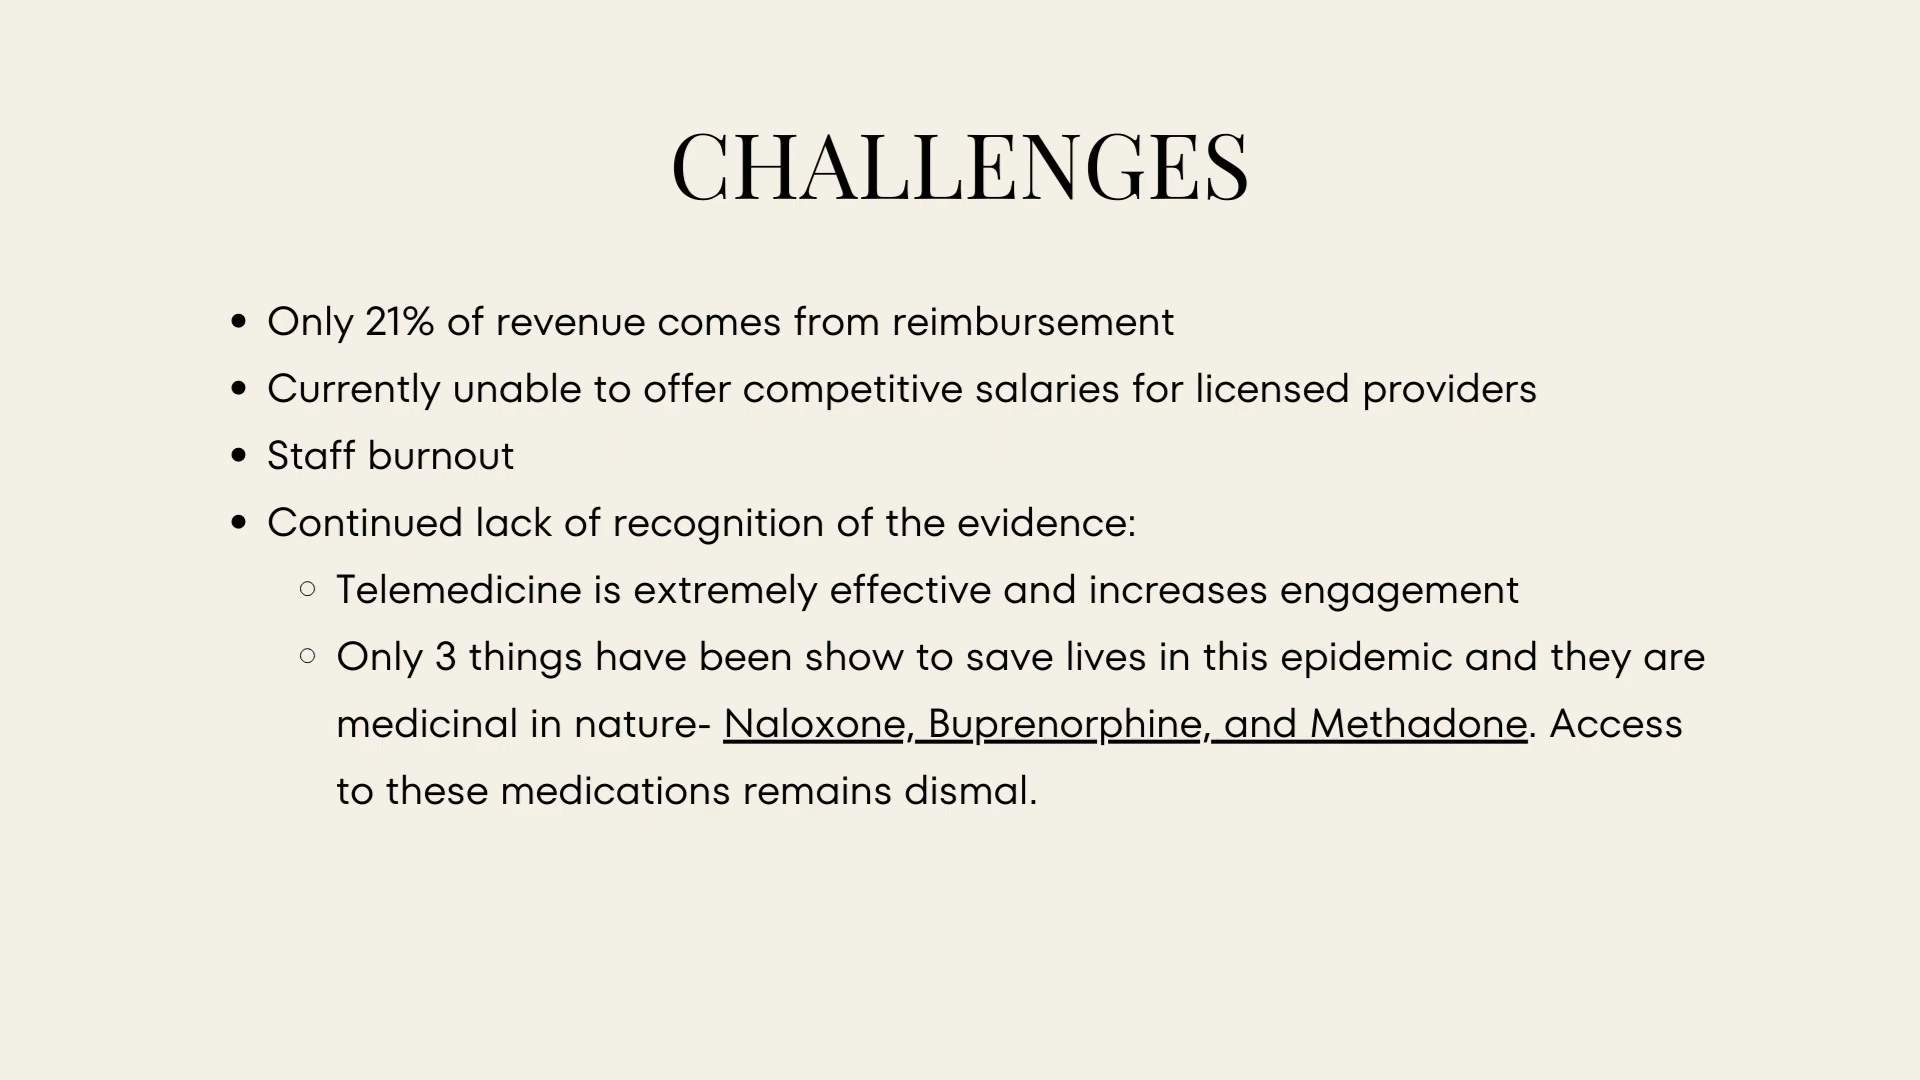 CHALLENGES
• Only 21% of revenue comes from reimbursement
• Currently unable to offer competitive salaries for licensed providers
• Staff burnout
• Continued lack of recognition of the evidence:
○ Telemedicine is extremely effective and increases engagement
○ Only 3 things have been show to save lives in this epidemic and they are
medicinal in nature- Naloxone, Buprenorphine, and Methadone. Access
to these medications remains dismal.